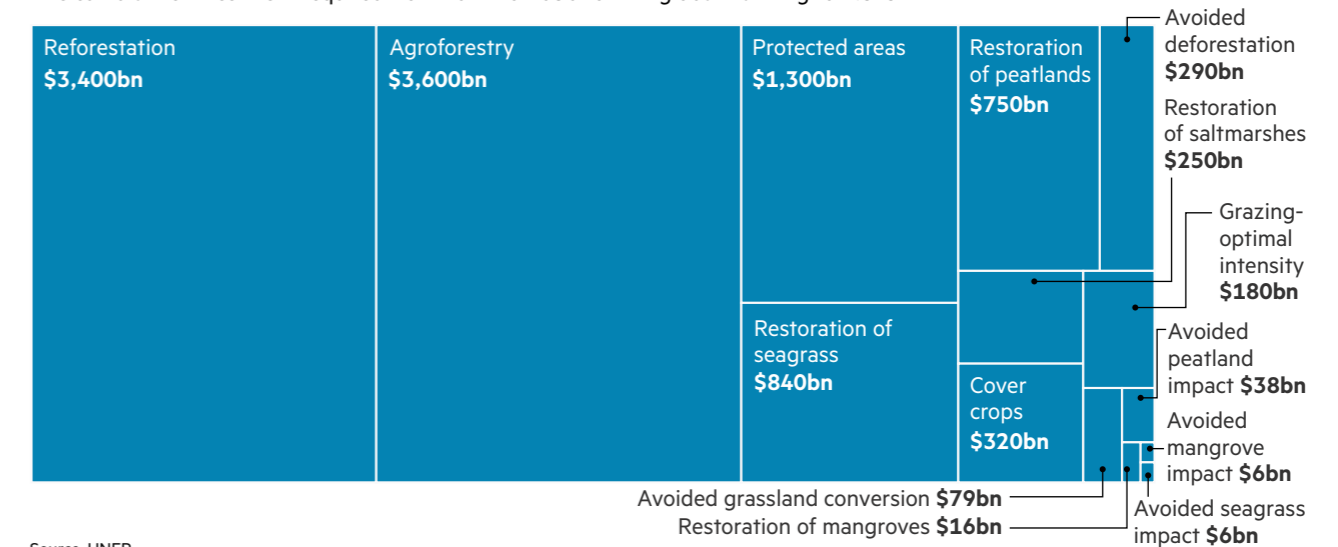 Reforestation
$3,400bn
Agroforestry
$3,600bn
Protected areas
$1,300bn
Restoration of
seagrass
$840bn
Restoration
of peatlands
$750bn
Cover
crops
$320bn
Avoided
deforestation
$290bn
Restoration
of saltmarshes
$250bn
Grazing-
optimal
intensity
$180bn
Avoided
peatland
impact $38bn
Avoided
mangrove
impact $6bn
Avoided seagrass
impact $6bn
Avoided grassland conversion $79bn
Restoration of mangroves $16bn